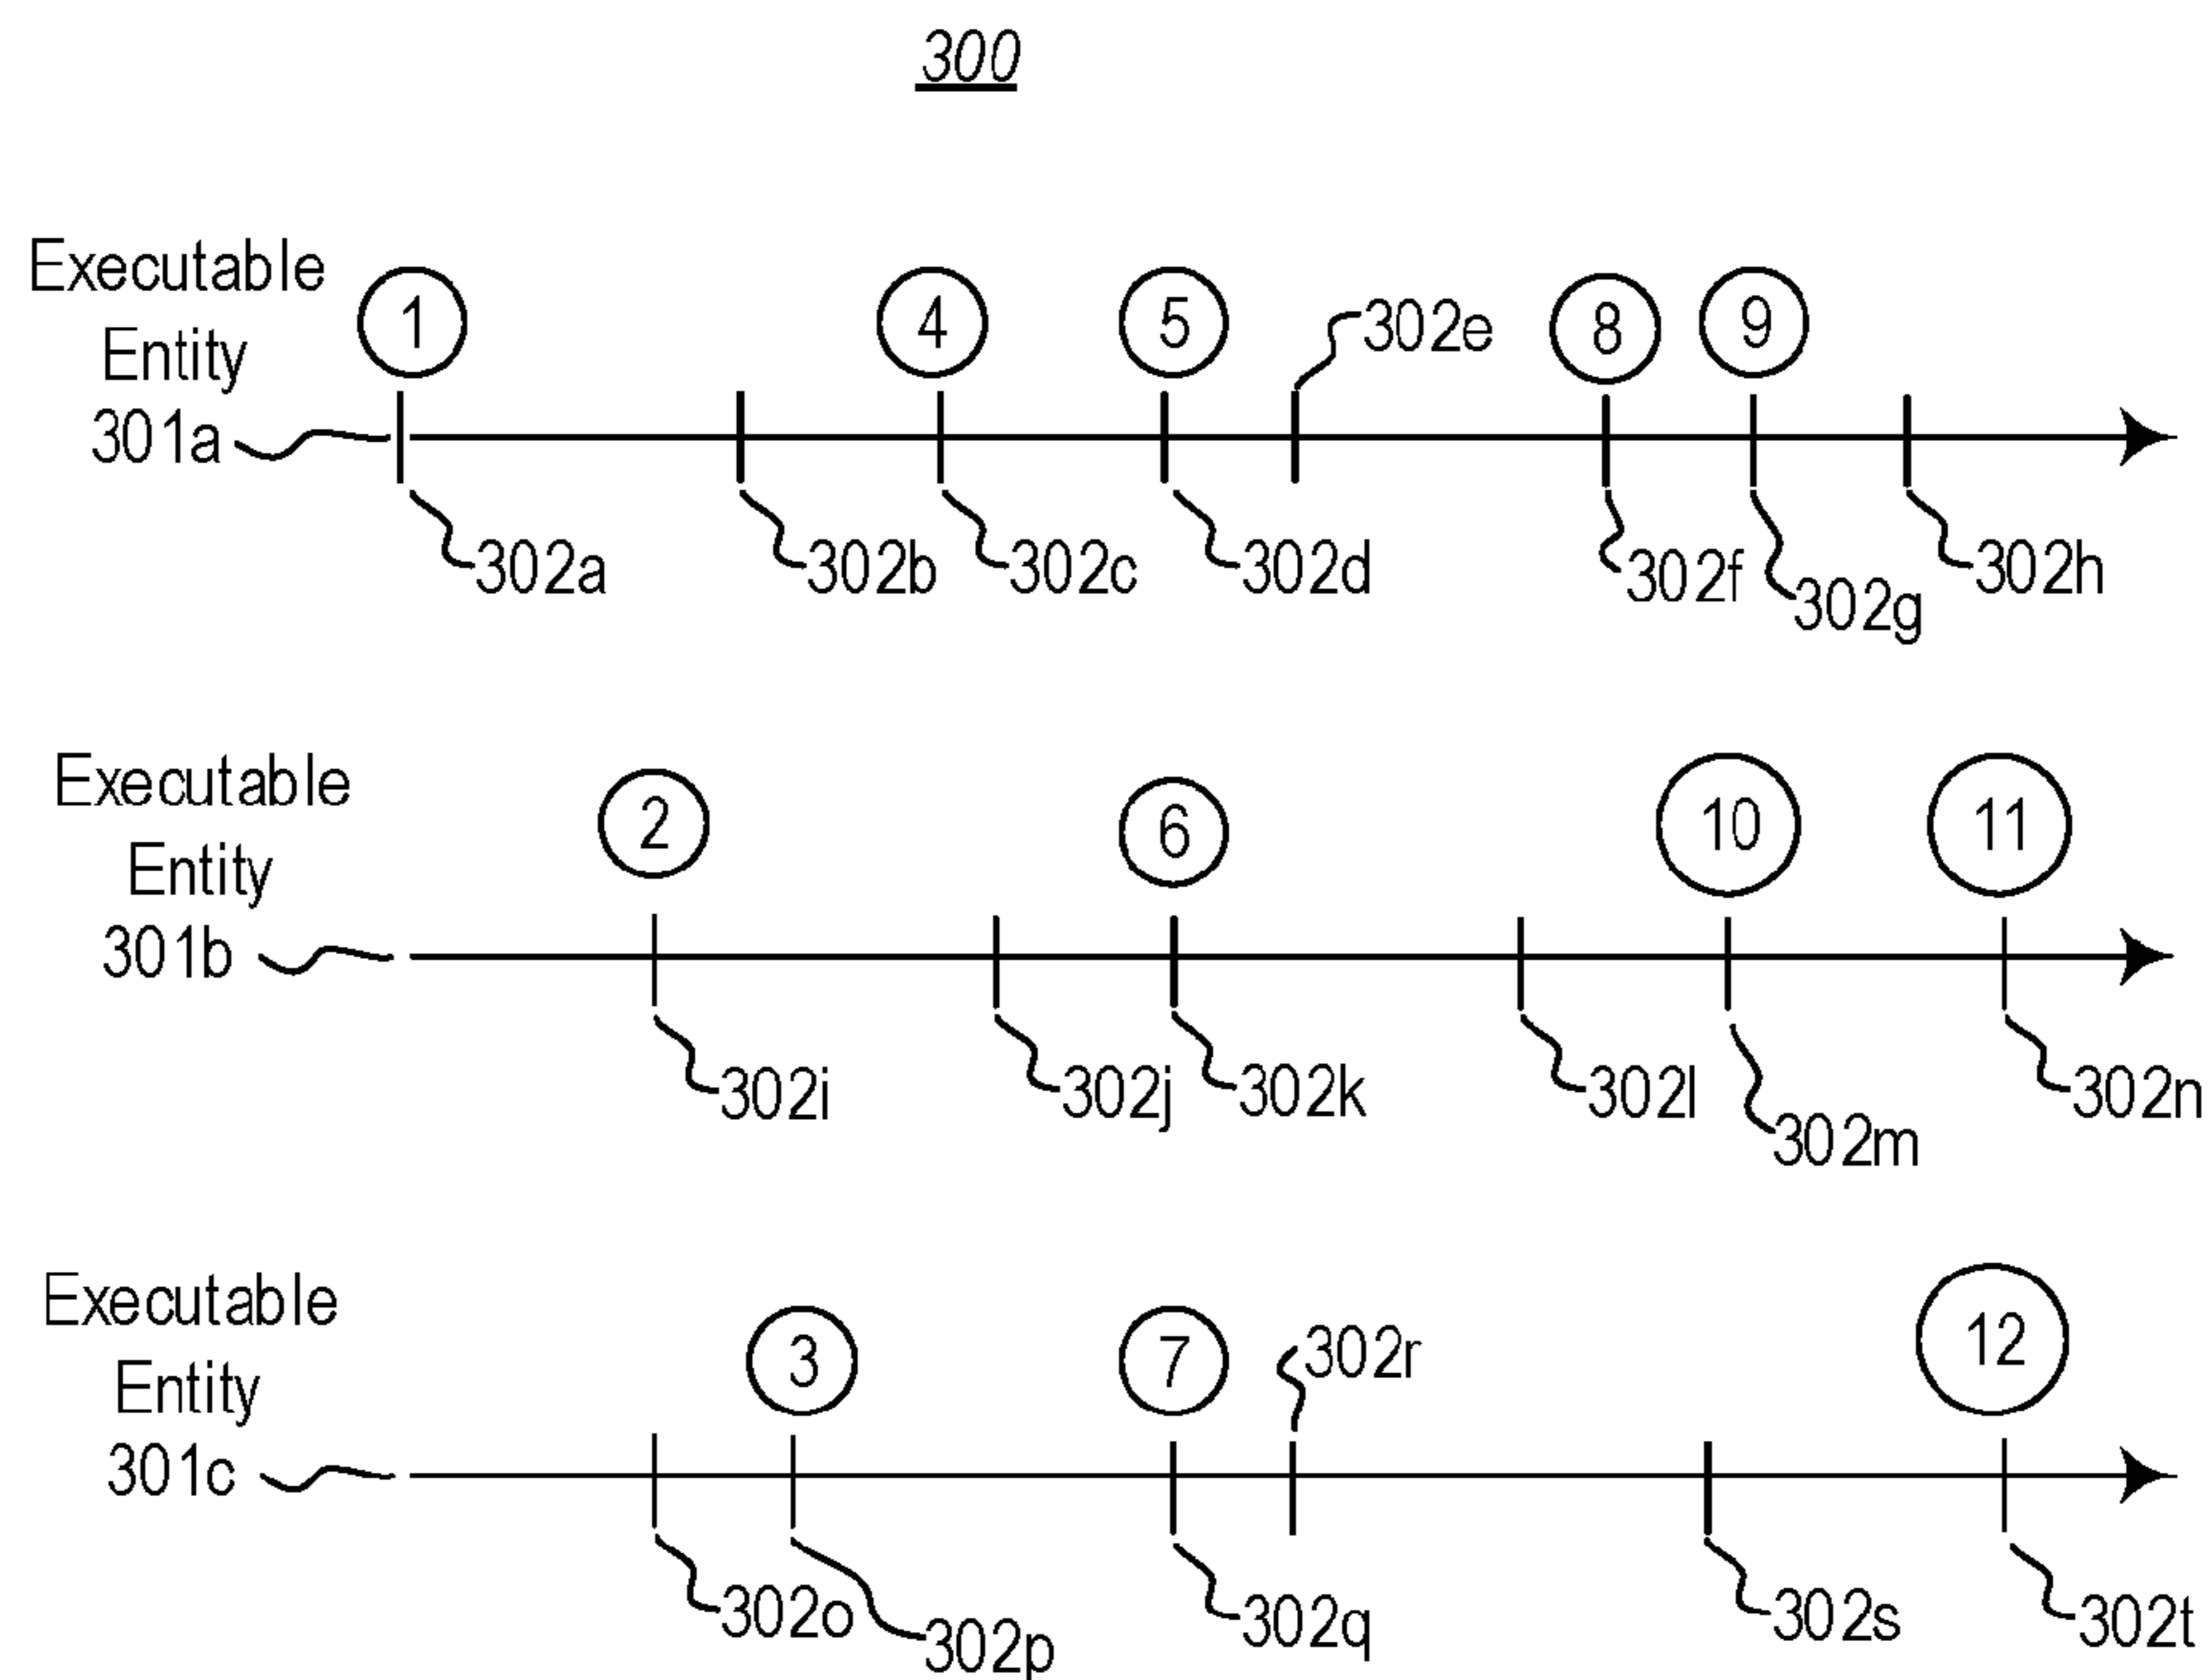 300
Executable
Entity
301a
1
4
5
302e
8
9
302a
302b
302c
302d
302f
302g
302h
Executable
Entity
301b
2
6
10
11
302i
302j
302k
302l
302m
302n
Executable
Entity
301c
3
7
302r
12
302o
302p
302q
302s
302t